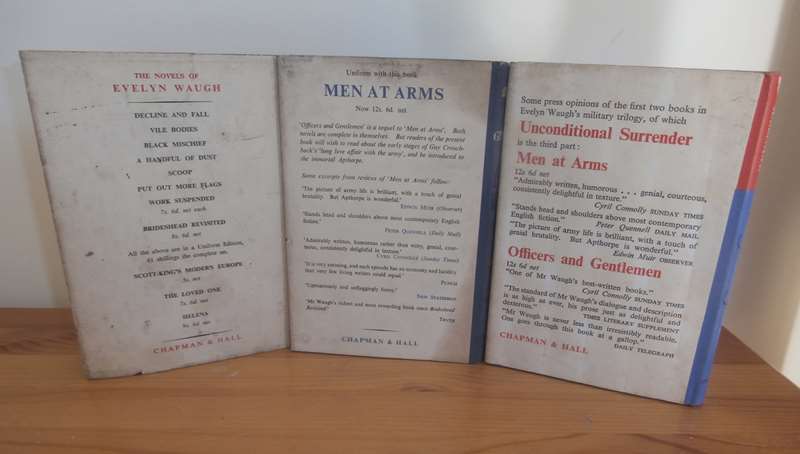 THE NOVELS OF
EVELYN WAUGH
DECLINE AND FALL
VILE BODIES
BLACK MISCHIEF
A HANDFUL OF DUST
SCOOP
PUT OUT MORE FLAGS
WORK SUSPENDED
7s. 6d. net each
BRIDESHEAD REVISITED
8s. 6d. net
All the above are in a Uniform Edition,
61 shillings the complete set.
SCOTT-KING'S MODERN EUROPE
5s. net
THE LOVED ONE
7s. 6d. net
HELENA
9s. 6d. net
CHAPMAN & HALL
Uniform with this book
MEN AT ARMS
Now 12s. 6d. net
'Officers and Gentlemen' is a sequel to 'Men at Arms'. Both
novels are complete in themselves. But readers of the present
book will wish to read about the early stages of Guy Crouch-
back's 'long love affair with the army', and be introduced to
the immortal Apthorpe.
Some excerpts from reviews of 'Men at Arms' follow:
'The picture of army life is brilliant, with a touch of genial
brutality. But Apthorpe is wonderful.'
EDWIN MUIR (Observer)
'Stands head and shoulders above most contemporary English
fiction.'
PETER QUENNELL (Daily Mail)
'Admirably written, humorous rather than witty, genial, cour-
teous, consistently delightful in texture.'
CYRIL CONNOLLY (Sunday Times)
'It is very amusing, and each episode has an economy and lucidity
that very few living writers could equal.'
PUNCH
'Uproariously and unflaggingly funny.'
NEW STATESMAN
'Mr Waugh's richest and most rewarding book since Brideshead
Revisited.'
TRUTH
CHAPMAN & HALL
Some press opinions of the first two books in
Evelyn Waugh's military trilogy, of which
Unconditional Surrender
is the third part:
Men at Arms
12s 6d net
"Admirably written, humorous . . . genial, courteous,
consistently delightful in texture."
Cyril Connolly SUNDAY TIMES
"Stands head and shoulders above most contemporary
English fiction."
Peter Quennell DAILY MAIL
"The picture of army life is brilliant, with a touch of
genial brutality. But Apthorpe is wonderful."
Edwin Muir OBSERVER
Officers and Gentlemen
12s 6d net
"One of Mr Waugh's best-written books."
Cyril Connolly SUNDAY TIMES
"The standard of Mr Waugh's dialogue and description
is as high as ever, his prose just as delightful and
dexterous."
TIMES LITERARY SUPPLEMENT
"Mr Waugh is never less than irresistibly readable.
One goes through this book at a gallop."
DAILY TELEGRAPH
CHAPMAN & HALL